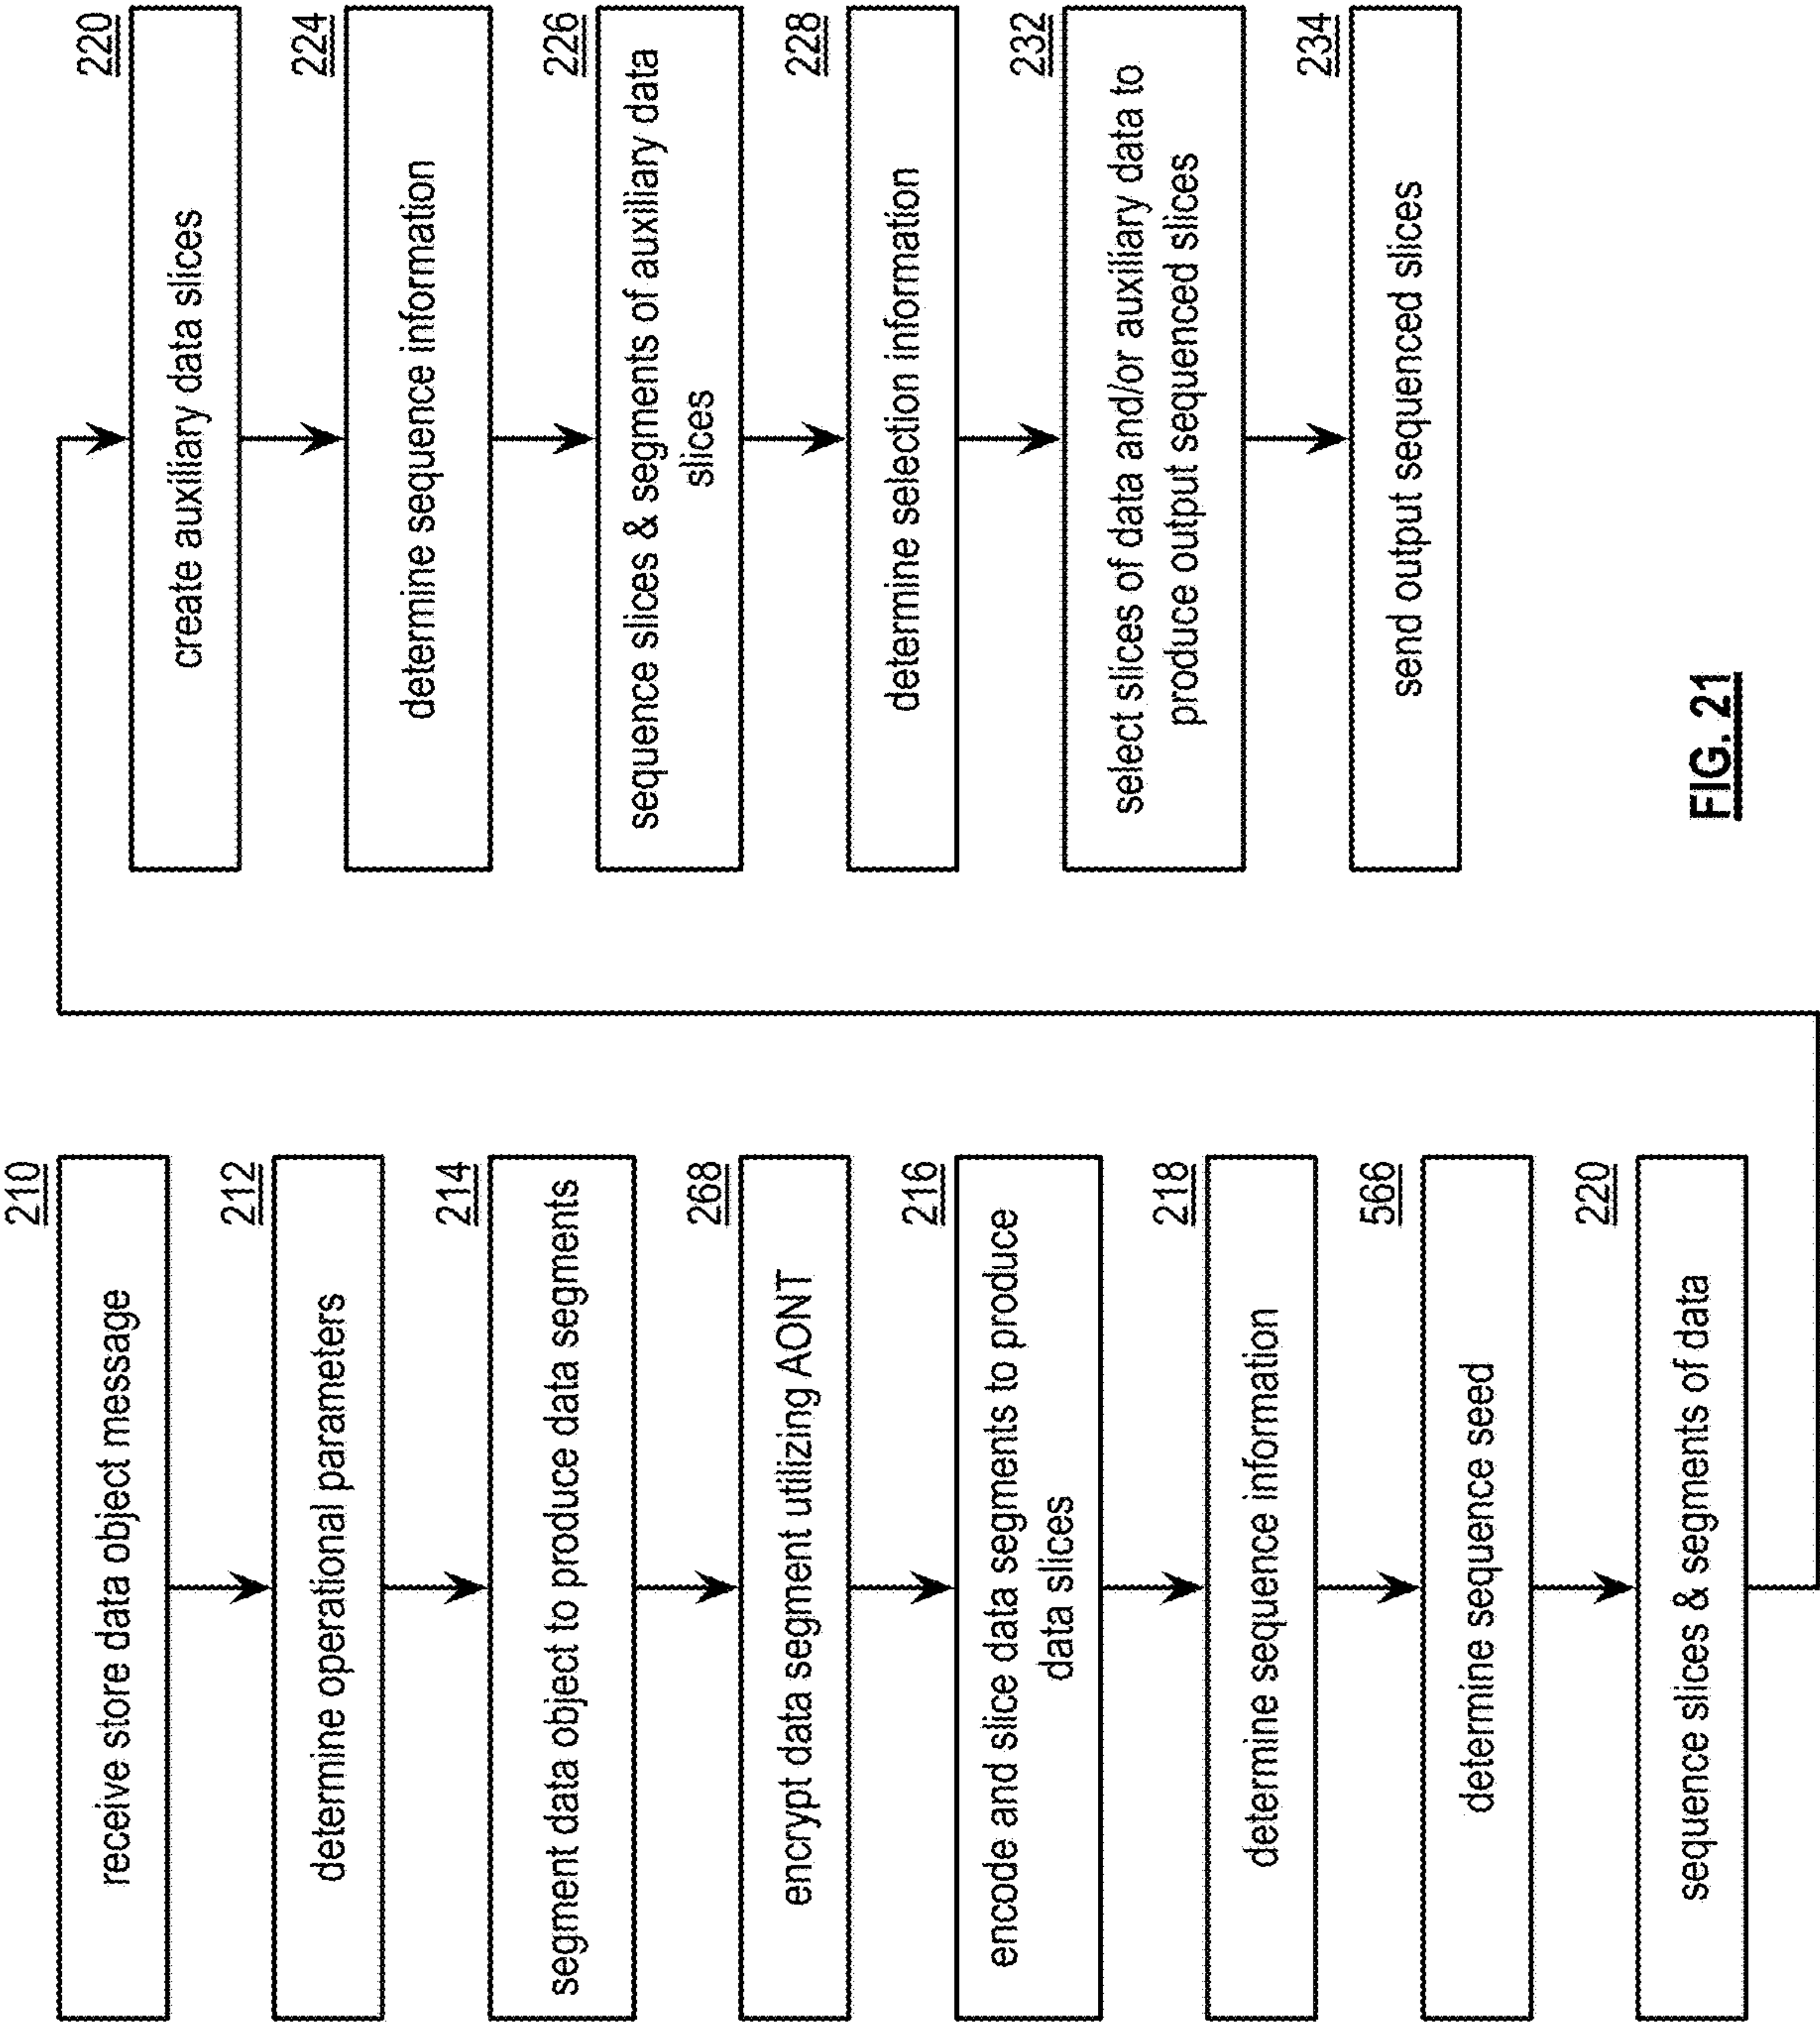 210
receive store data object message
212
determine operational parameters
214
segment data object to produce data segments
268
encrypt data segment utilizing AONT
216
encode and slice data segments to produce
data slices
218
determine sequence information
566
determine sequence seed
220
sequence slices & segments of data
220
create auxiliary data slices
224
determine sequence information
226
sequence slices & segments of auxiliary data
slices
228
determine selection information
232
select slices of data and/or auxiliary data to
produce output sequenced slices
234
send output sequenced slices
FIG. 21